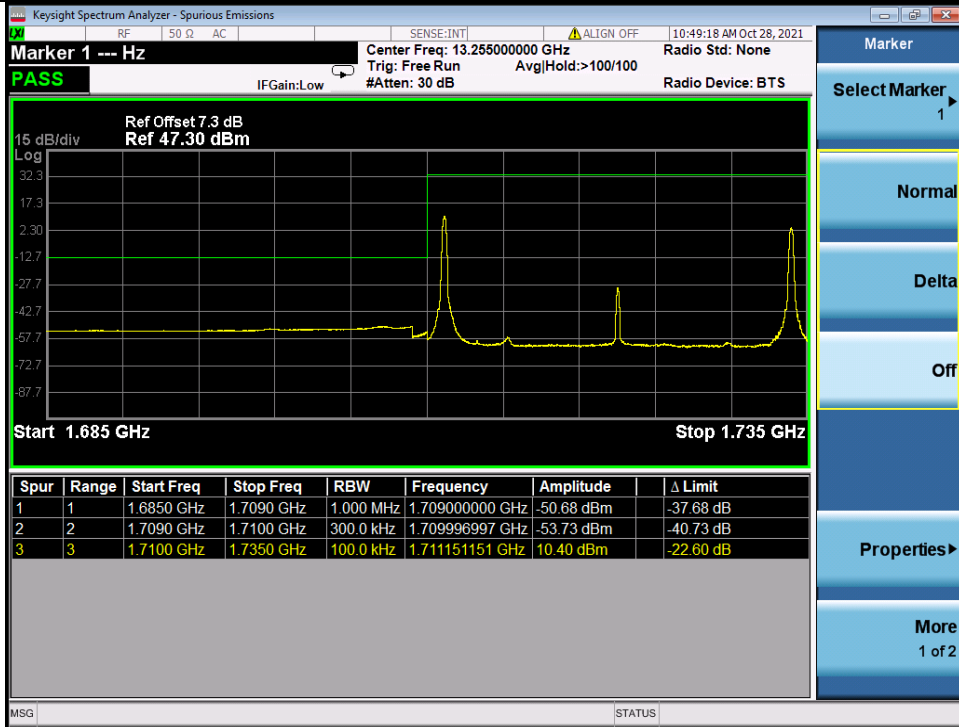 Keysight Spectrum Analyzer - Spurious Emissions
LXI RF 50 Ω AC SENSE:INT ALIGN OFF 10:49:18 AM Oct 28, 2021
Marker 1 --- Hz
PASS
IFGain:Low
Center Freq: 13.255000000 GHz
Trig: Free Run Avg|Hold:>100/100
#Atten: 30 dB
Radio Std: None
Radio Device: BTS
Ref Offset 7.3 dB
15 dB/div Ref 47.30 dBm
Log
32.3
17.3
2.30
-12.7
-27.7
-42.7
-57.7
-72.7
-87.7
Start 1.685 GHz Stop 1.735 GHz
Spur Range Start Freq Stop Freq RBW Frequency Amplitude Δ Limit
1 1 1.6850 GHz 1.7090 GHz 1.000 MHz 1.709000000 GHz -50.68 dBm -37.68 dB
2 2 1.7090 GHz 1.7100 GHz 300.0 kHz 1.709996997 GHz -53.73 dBm -40.73 dB
3 3 1.7100 GHz 1.7350 GHz 100.0 kHz 1.711151151 GHz 10.40 dBm -22.60 dB
Marker
Select Marker
1
Normal
Delta
Off
Properties
More
1 of 2
MSG STATUS